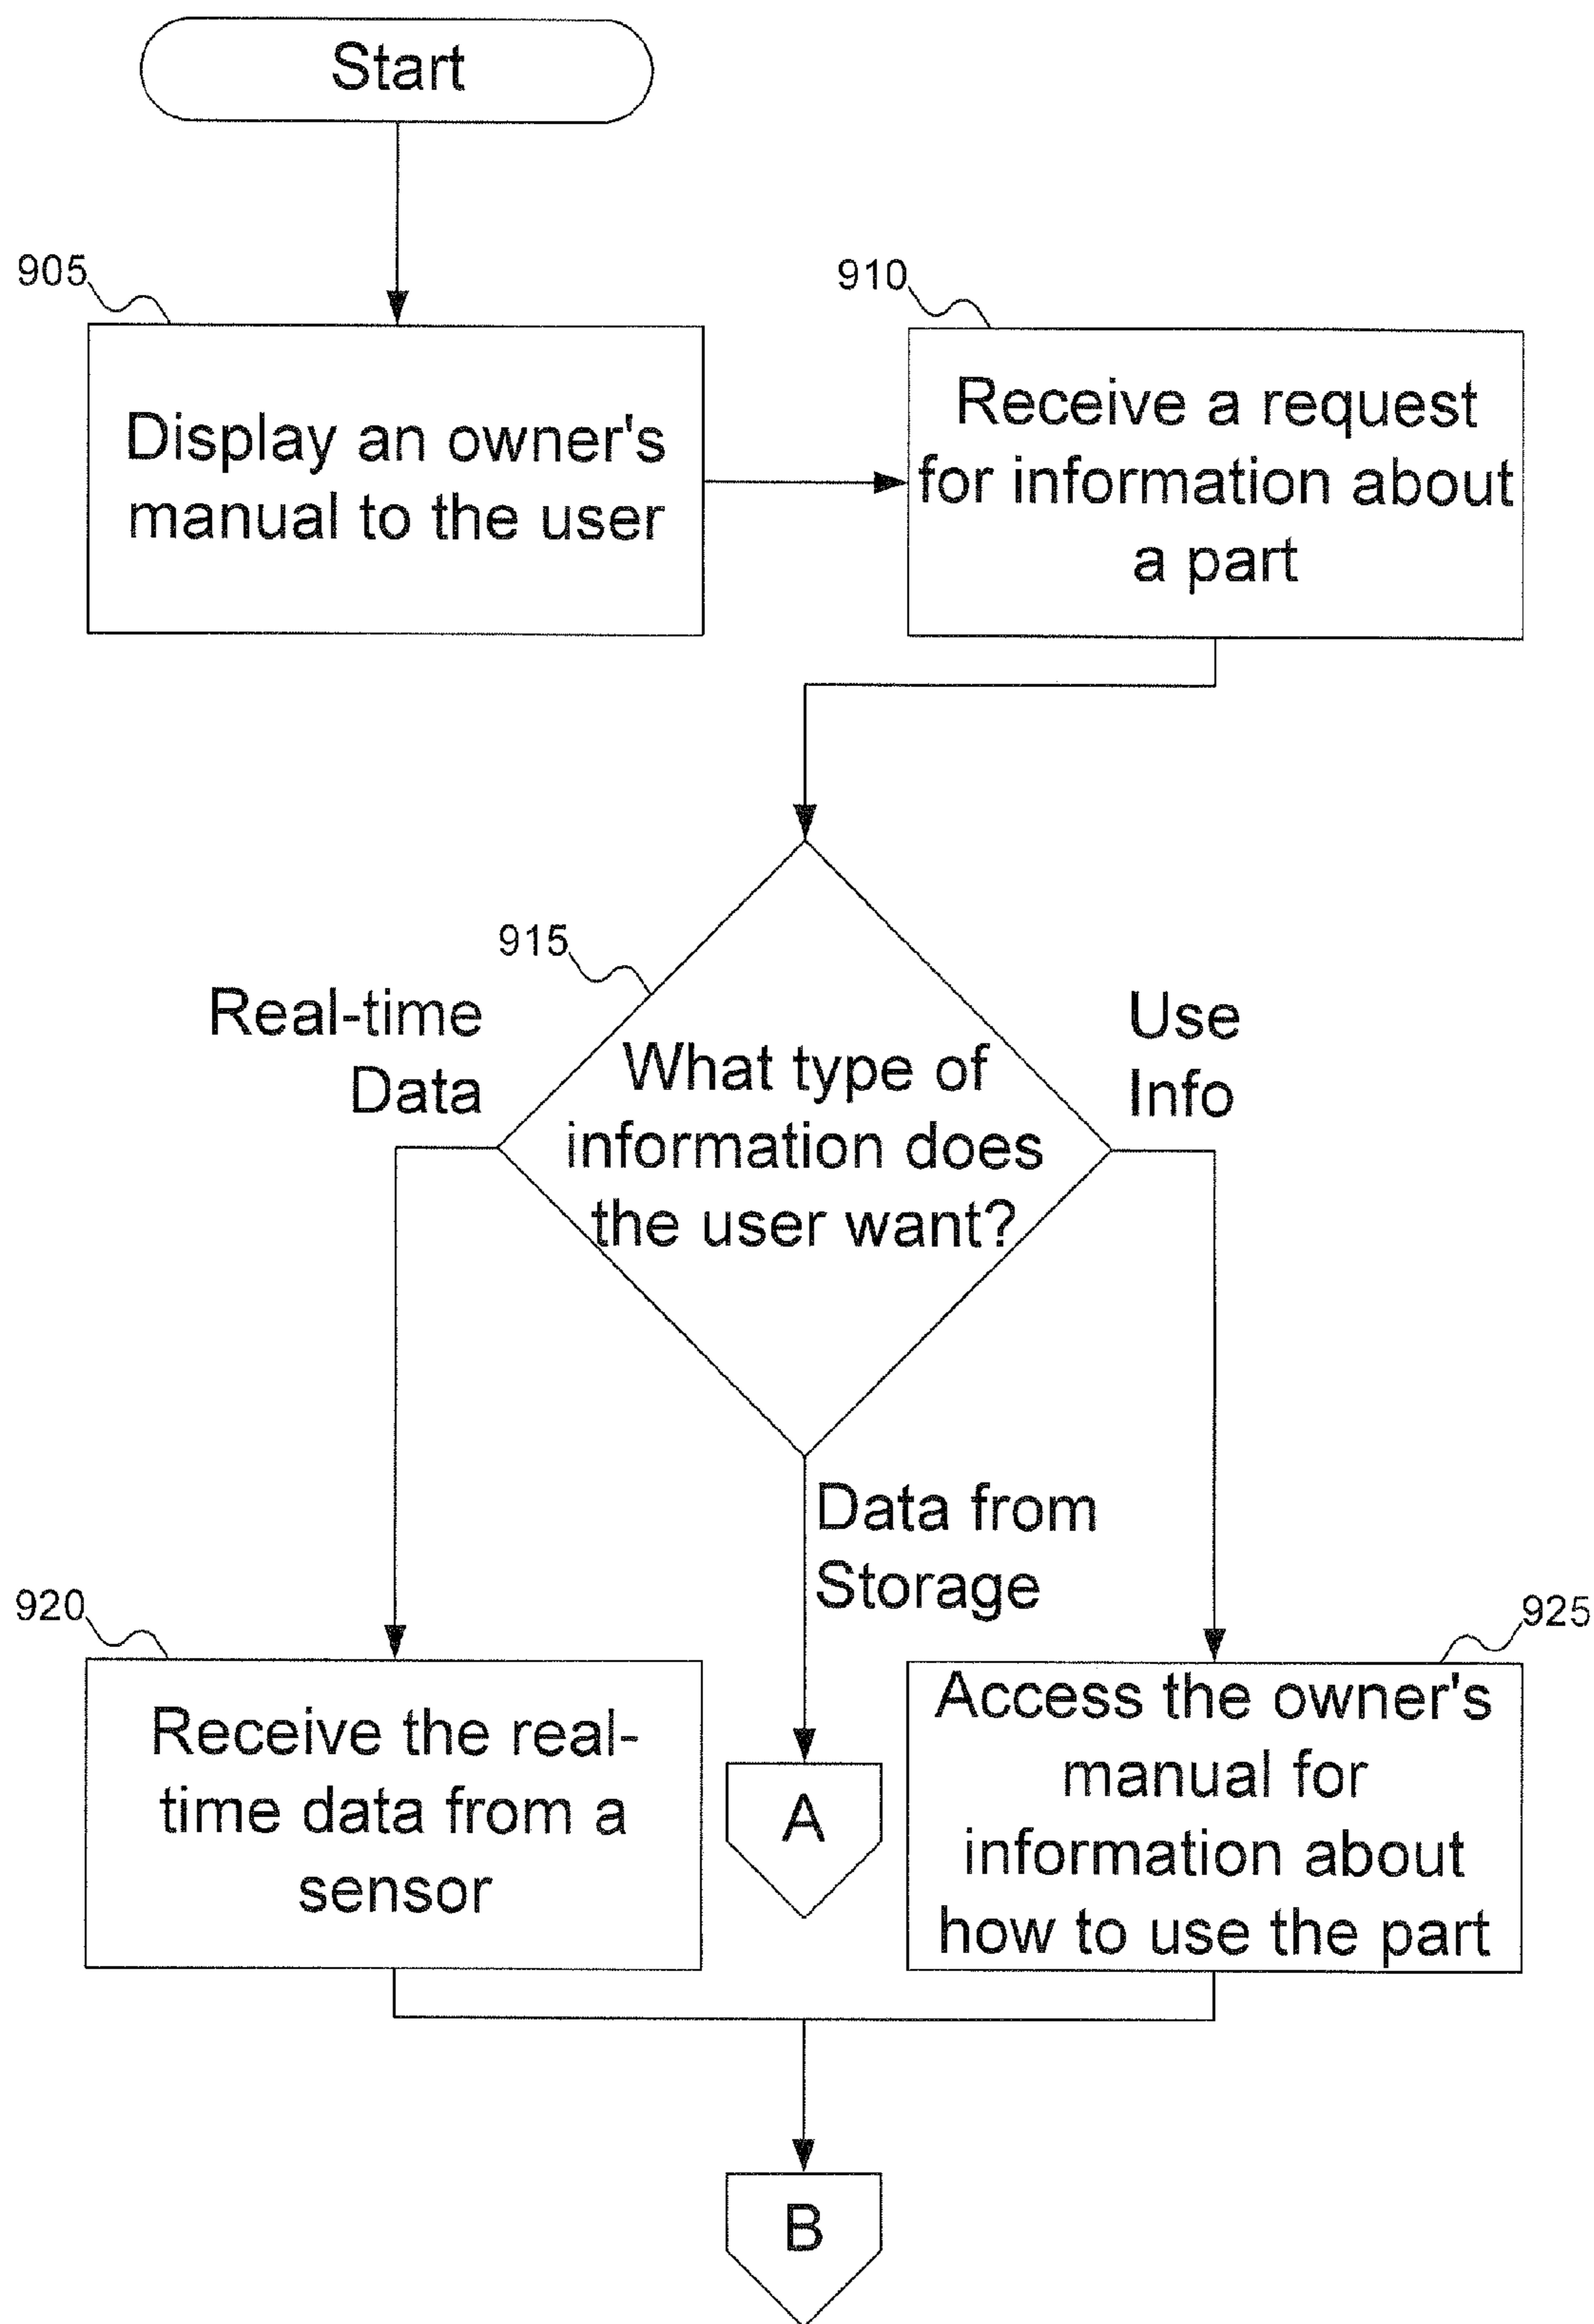 Start
905
Display an owner's
manual to the user
910
Receive a request
for information about
a part
915
Real-time
Data
What type of
information does
the user want?
Use
Info
Data from
Storage
920
Receive the real-
time data from a
sensor
A
925
Access the owner's
manual for
information about
how to use the part
B